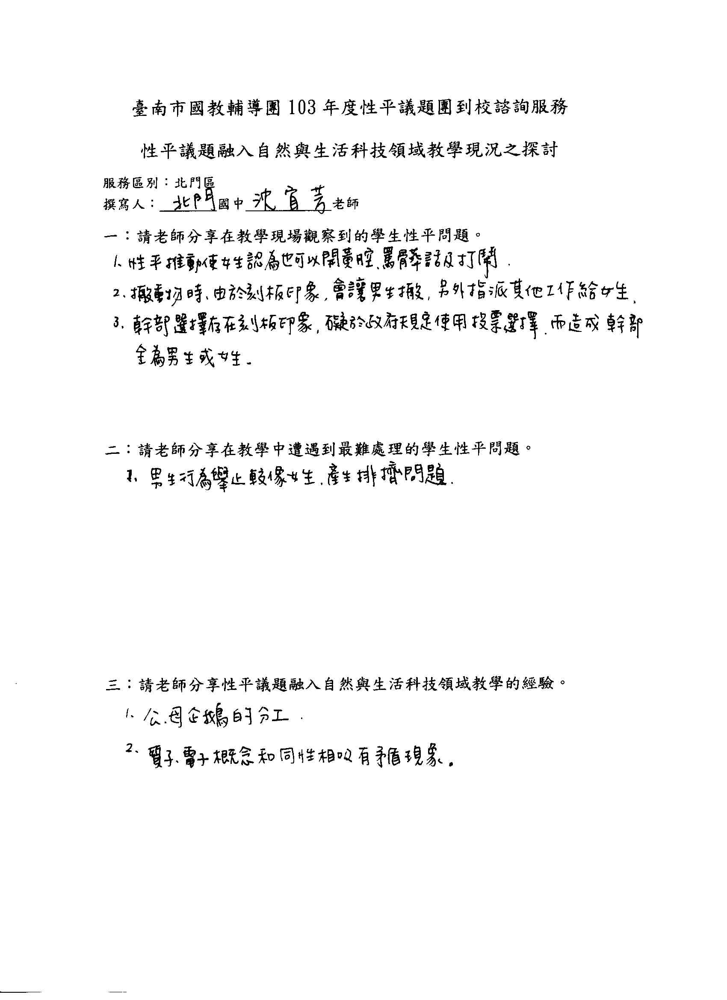 臺南市國教輔導團 103 年度性平議題團到校諮詢服務
性平議題融入自然與生活科技領域教學現況之探討
服務區別：北門區
撰寫人：北門國中沈宜芳老師
一：請老師分享在教學現場觀察到的學生性平問題。
1、性平推動使女生認為也可以開黃腔、罵骯髒話及打鬧.
2、搬重物時、由於刻板印象，會讓男生搬，另外指派其他工作給女生、
3、幹部選擇存在刻板印象，礙於政府規定使用投票選擇、而造成幹部
全為男生或女生.
二：請老師分享在教學中遭遇到最難處理的學生性平問題。
1、男生行為舉止較像女生、產生排擠問題.
三：請老師分享性平議題融入自然與生活科技領域教學的經驗。
1、公、母企鵝的分工.
2、質子、電子概念和同性相吸有矛盾現象。